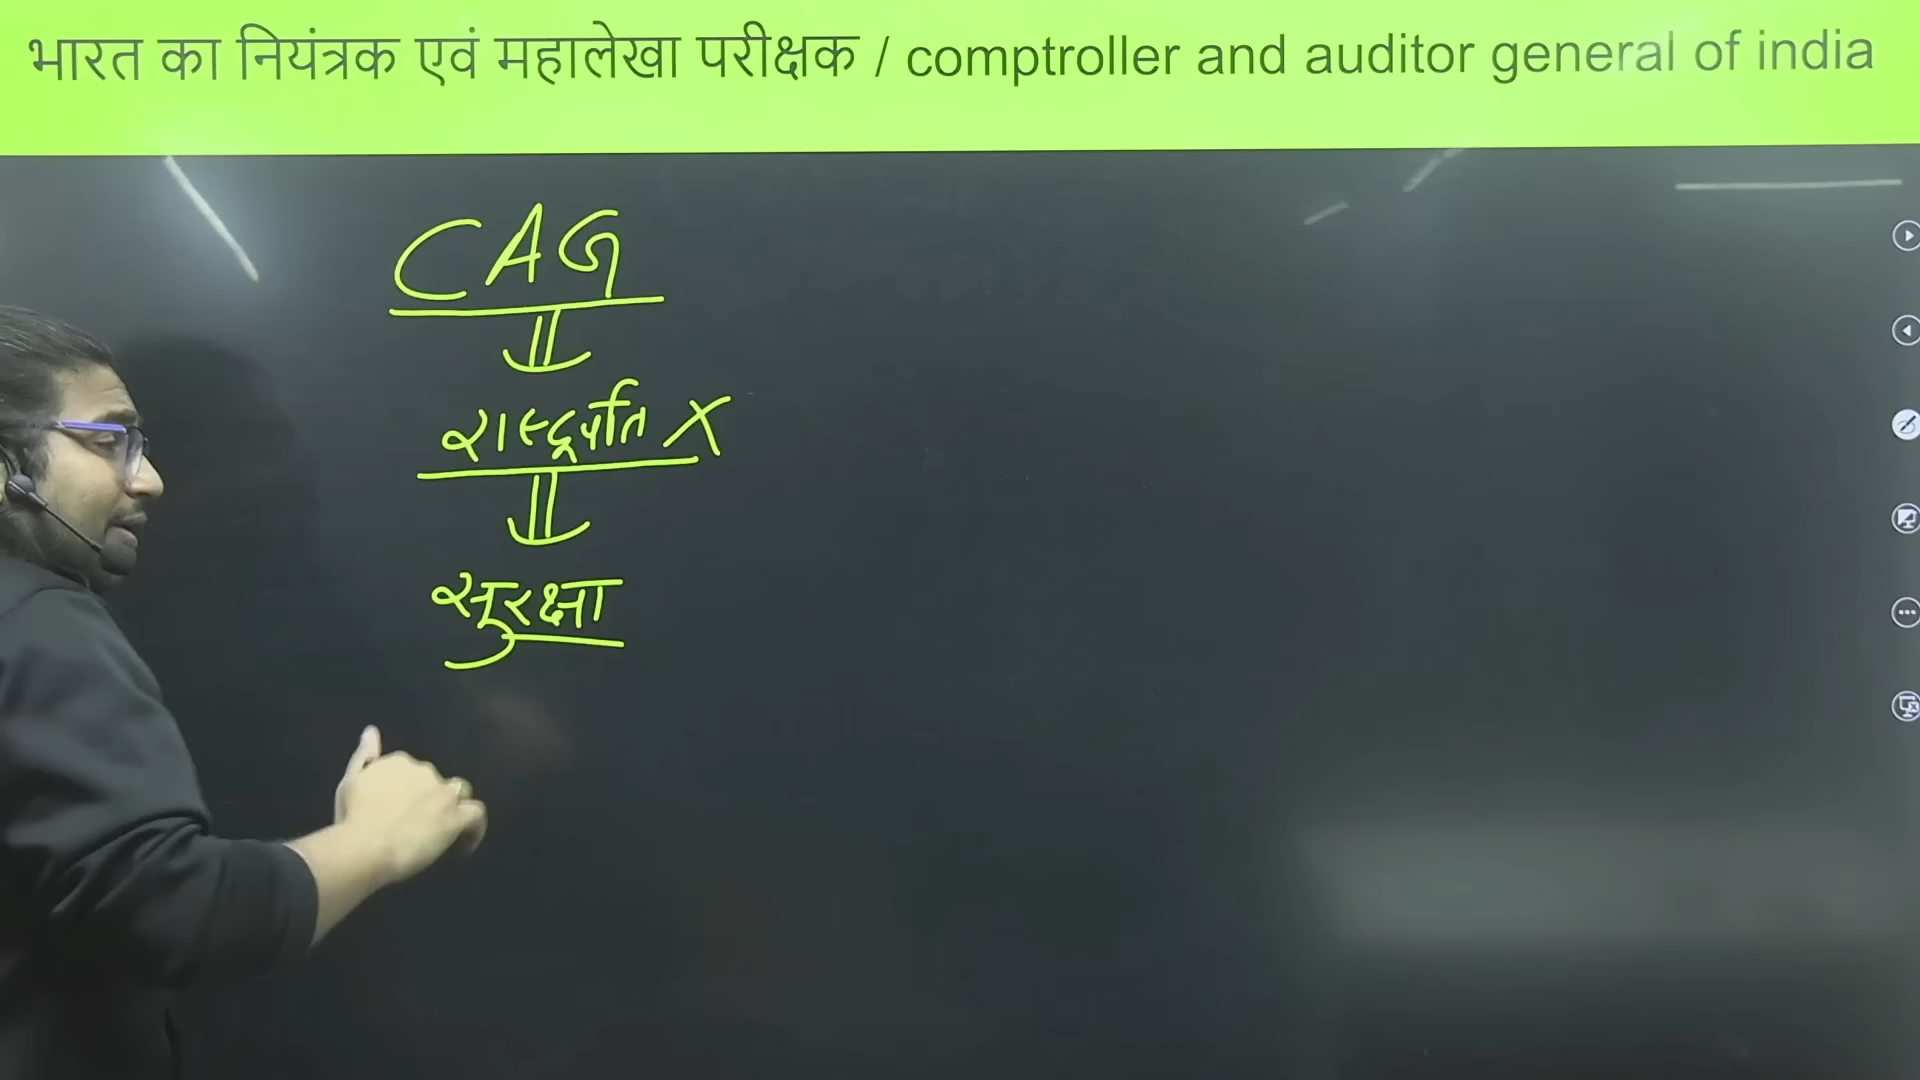 भारत का नियंत्रक एवं महालेखा परीक्षक / comptroller and auditor general of india
CAG
राष्ट्रपति X
सुरक्षा